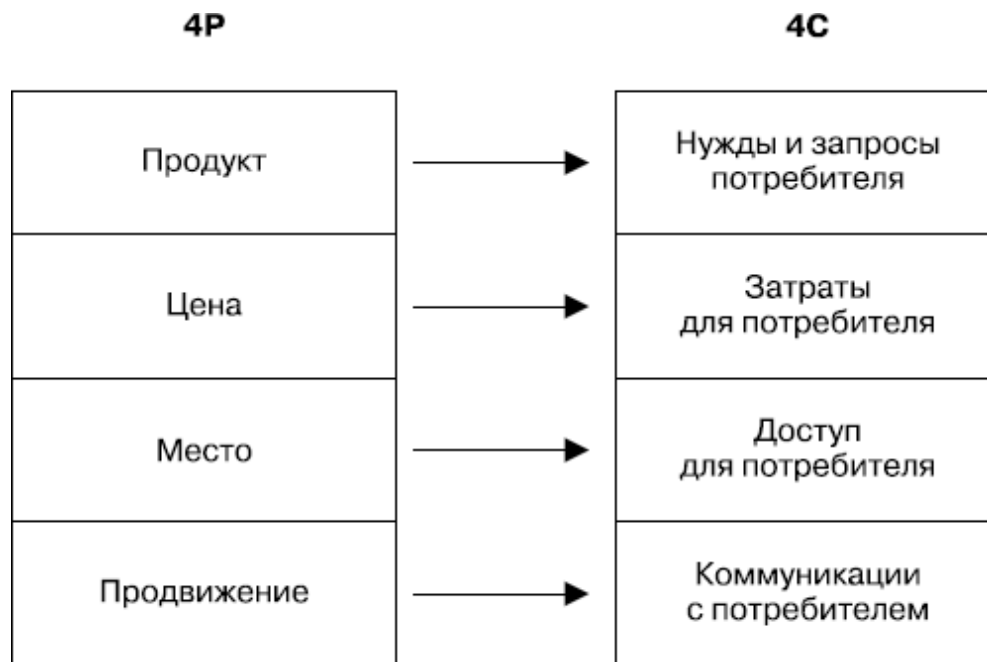 4P
4C
Продукт
Нужды и запросы
потребителя
Цена
Затраты
для потребителя
Место
Доступ
для потребителя
Продвижение
Коммуникации
с потребителем